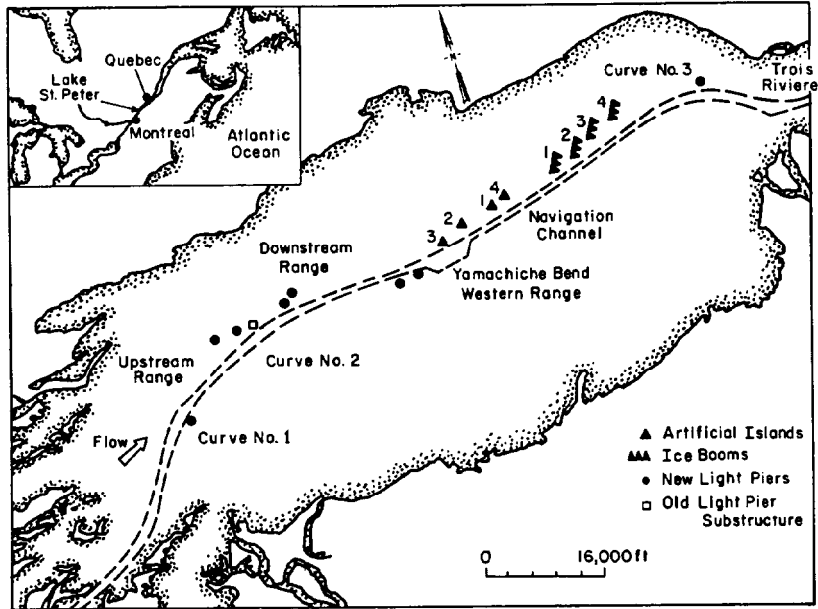 Quebec
Lake
St. Peter
Montreal
Atlantic
Ocean
N
Curve No. 3
Trois
Riviere
4
3
2
1
4
1
2
3
Navigation
Channel
Downstream
Range
Yamachiche Bend
Western Range
Upstream
Range
Curve No. 2
Flow
Curve No. 1
Artificial Islands
Ice Booms
New Light Piers
Old Light Pier
Substructure
0 16,000 ft